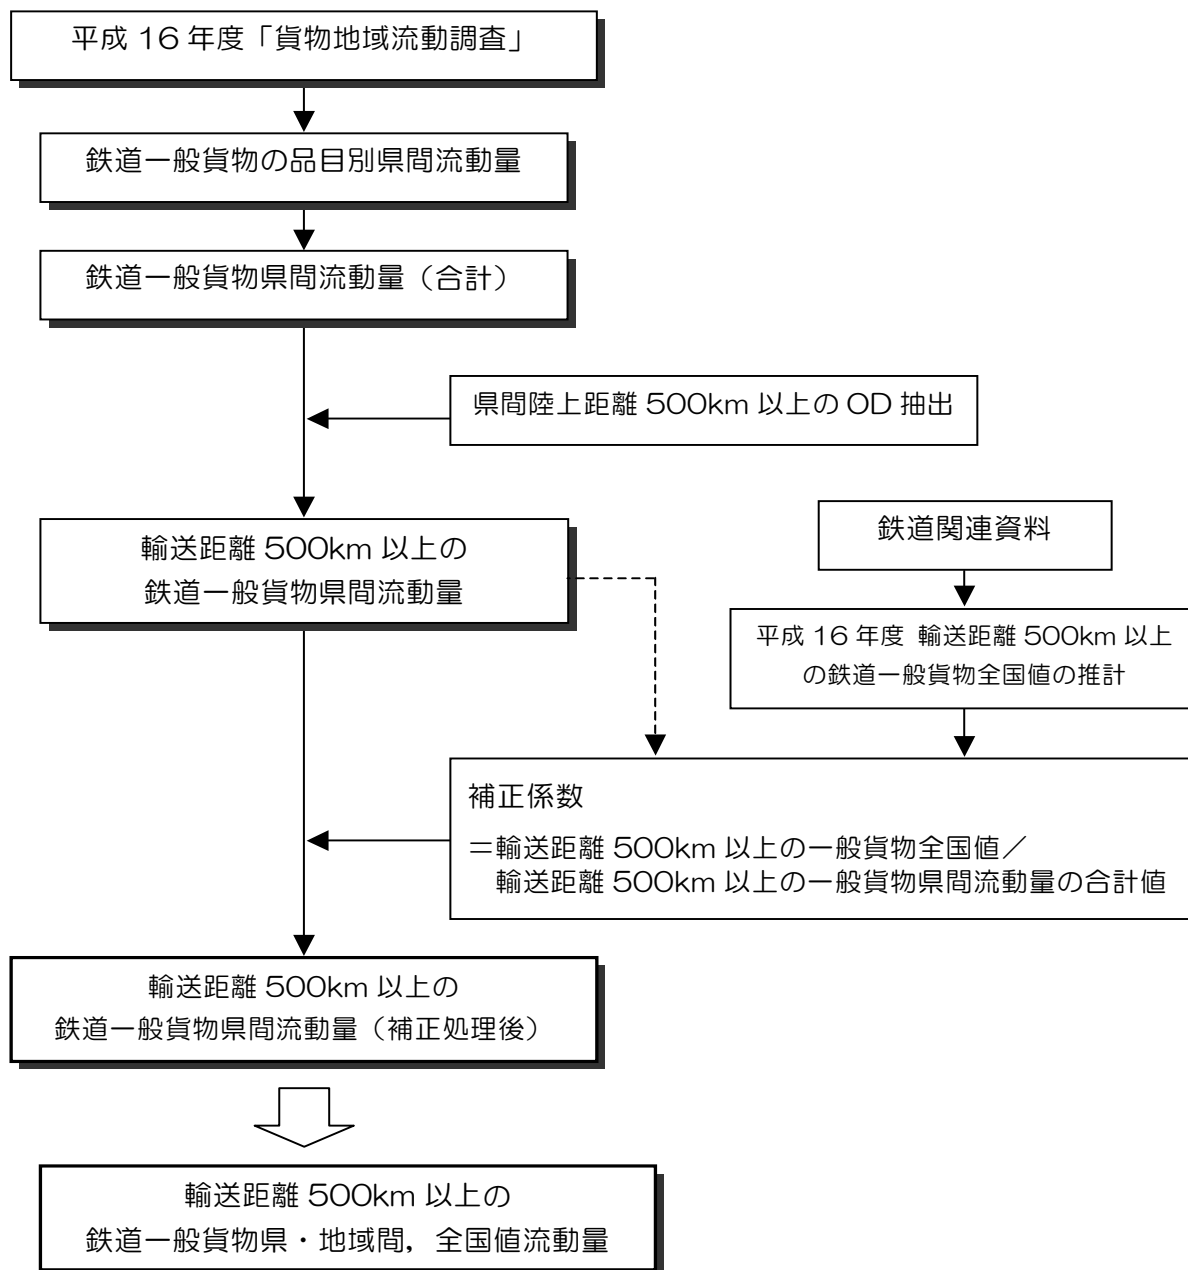 平成 16 年度「貨物地域流動調査」
鉄道一般貨物の品目別県間流動量
鉄道一般貨物県間流動量（合計）
県間陸上距離 500km 以上の OD 抽出
輸送距離 500km 以上の
鉄道一般貨物県間流動量
鉄道関連資料
平成 16 年度 輸送距離 500km 以上
の鉄道一般貨物全国値の推計
補正係数
＝輸送距離 500km 以上の一般貨物全国値／
輸送距離 500km 以上の一般貨物県間流動量の合計値
輸送距離 500km 以上の
鉄道一般貨物県間流動量（補正処理後）
輸送距離 500km 以上の
鉄道一般貨物県・地域間，全国値流動量